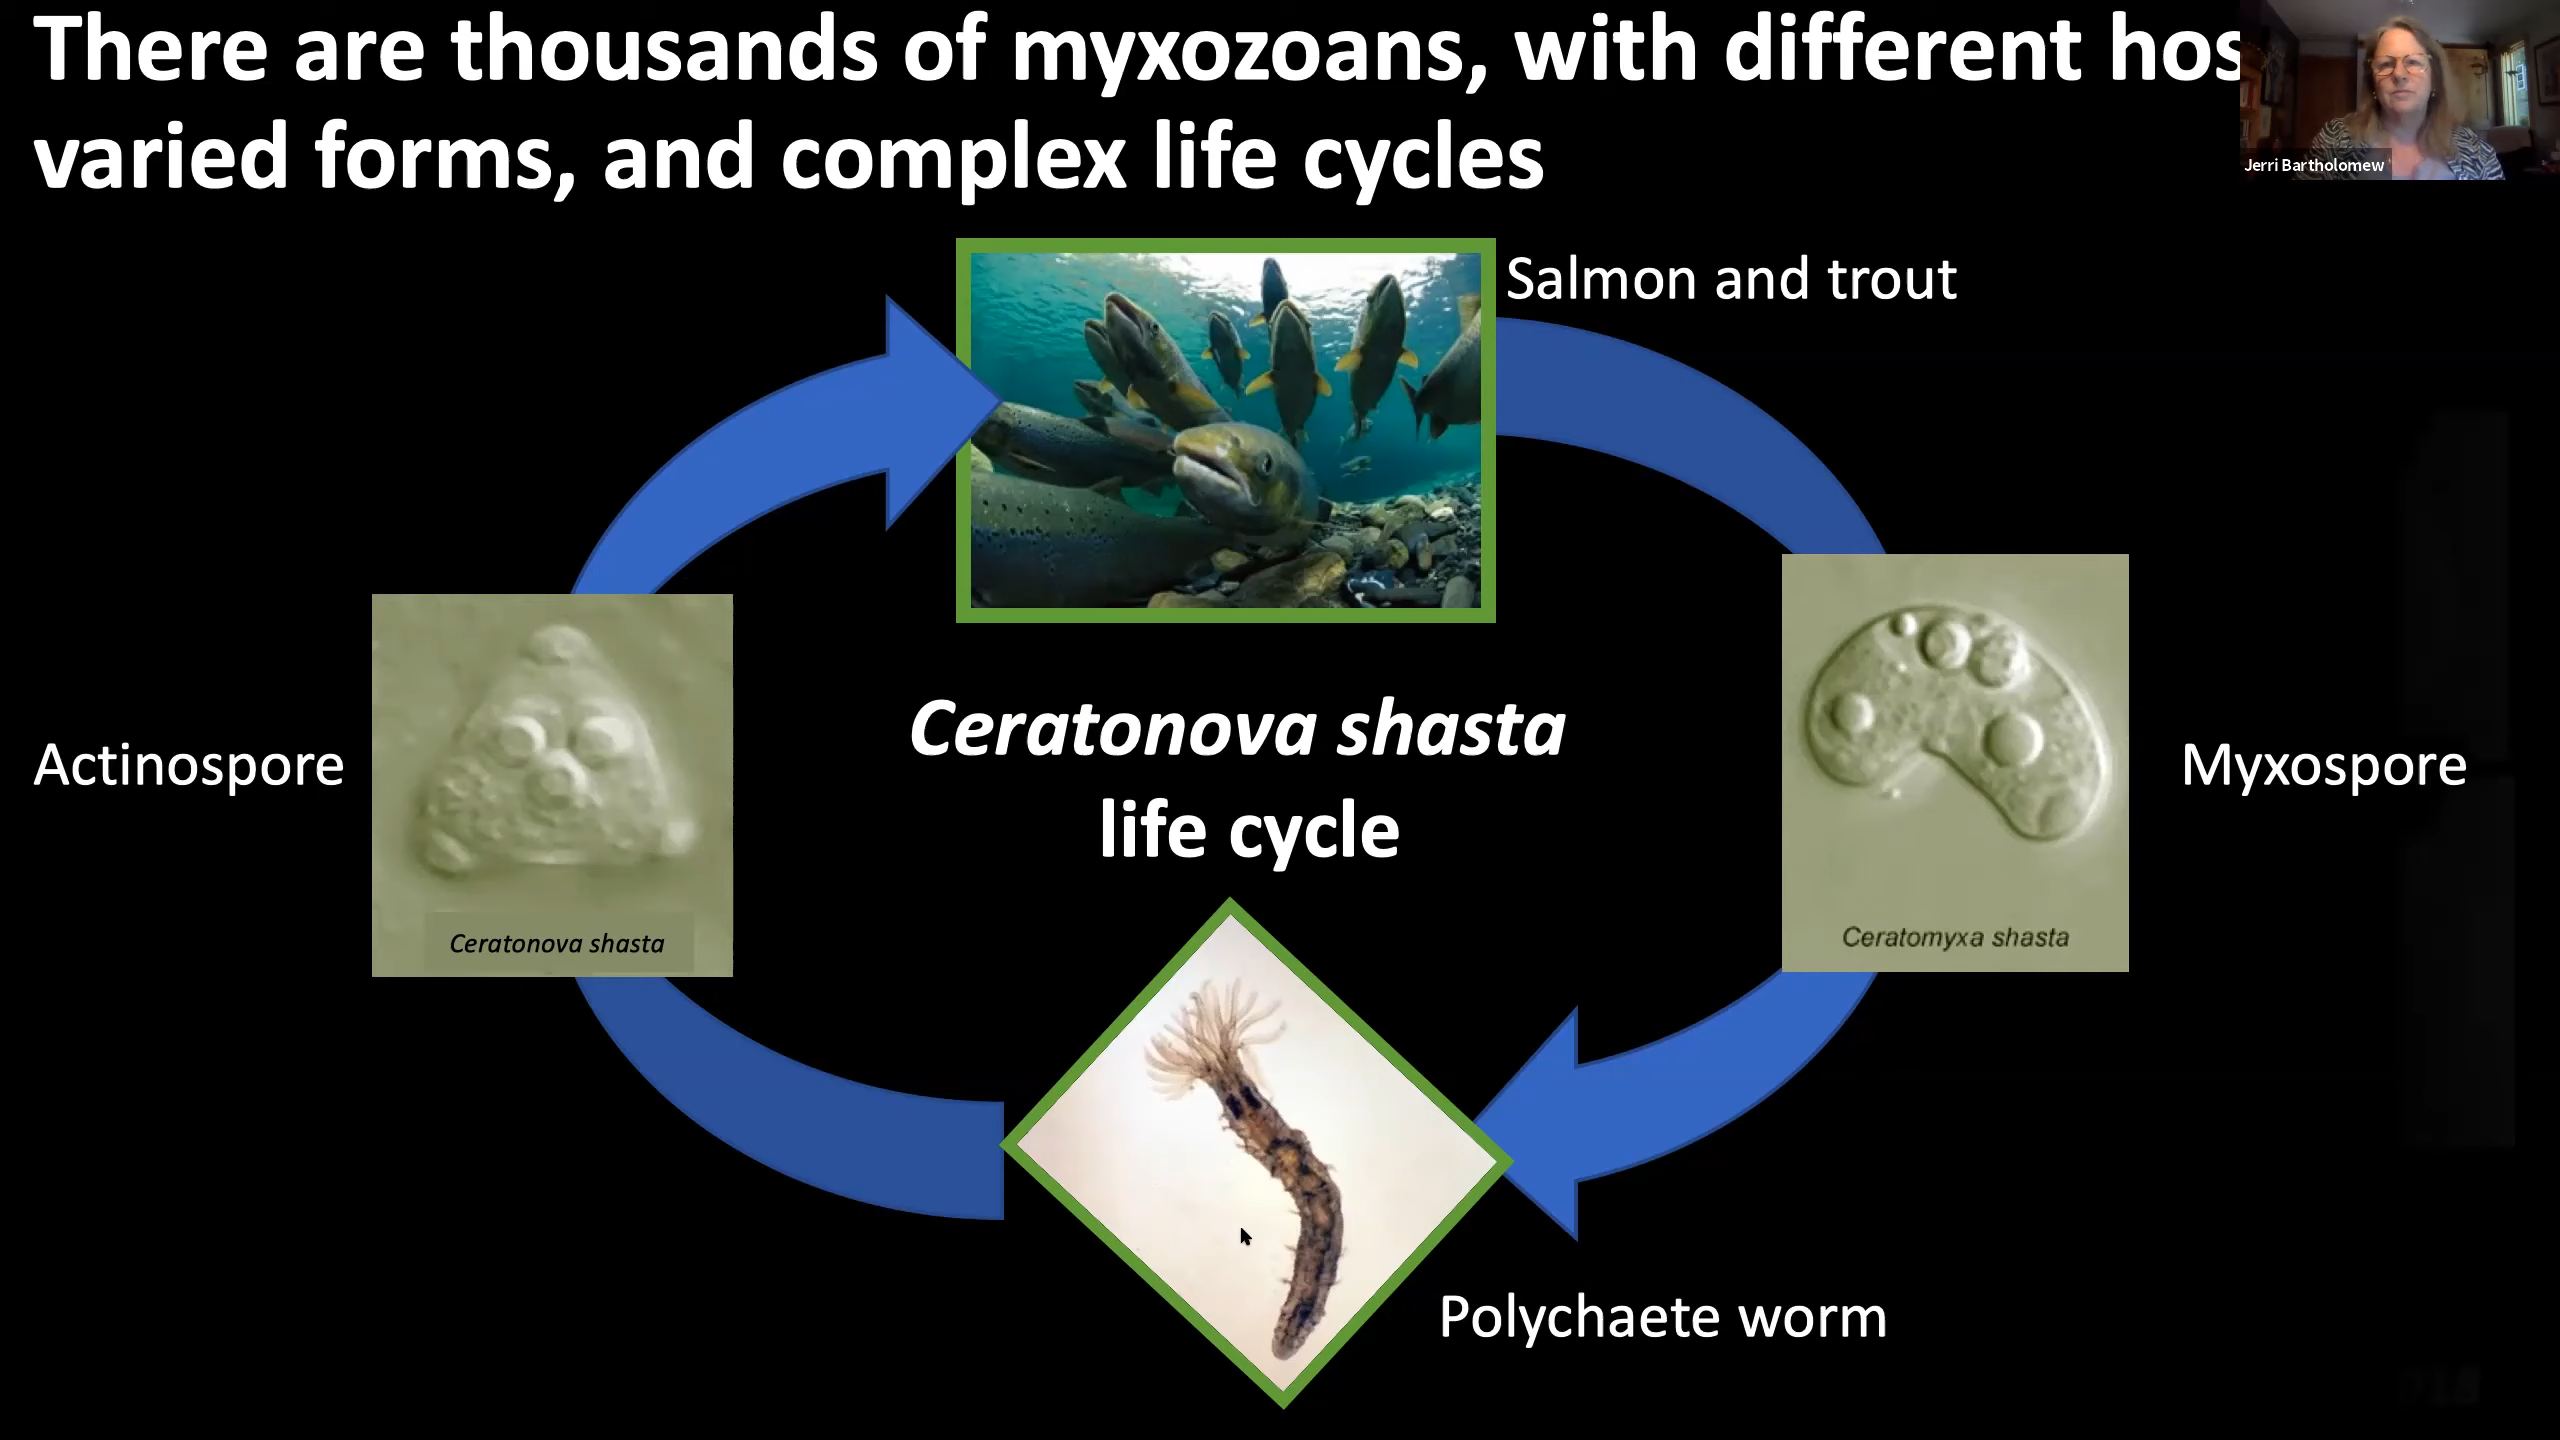 There are thousands of myxozoans, with different hos
varied forms, and complex life cycles
Jerri Bartholomew
Salmon and trout
Actinospore
Ceratonova shasta
life cycle
Myxospore
Ceratonova shasta
Ceratomyxa shasta
Polychaete worm